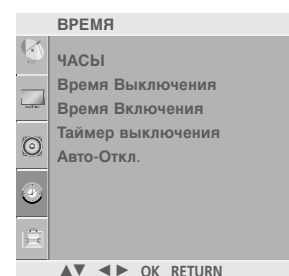 ВРЕМЯ
ЧАСЫ
Время Выключения
Время Включения
Таймер выключения
Авто-Откл.
▲▼ ◄► OK RETURN